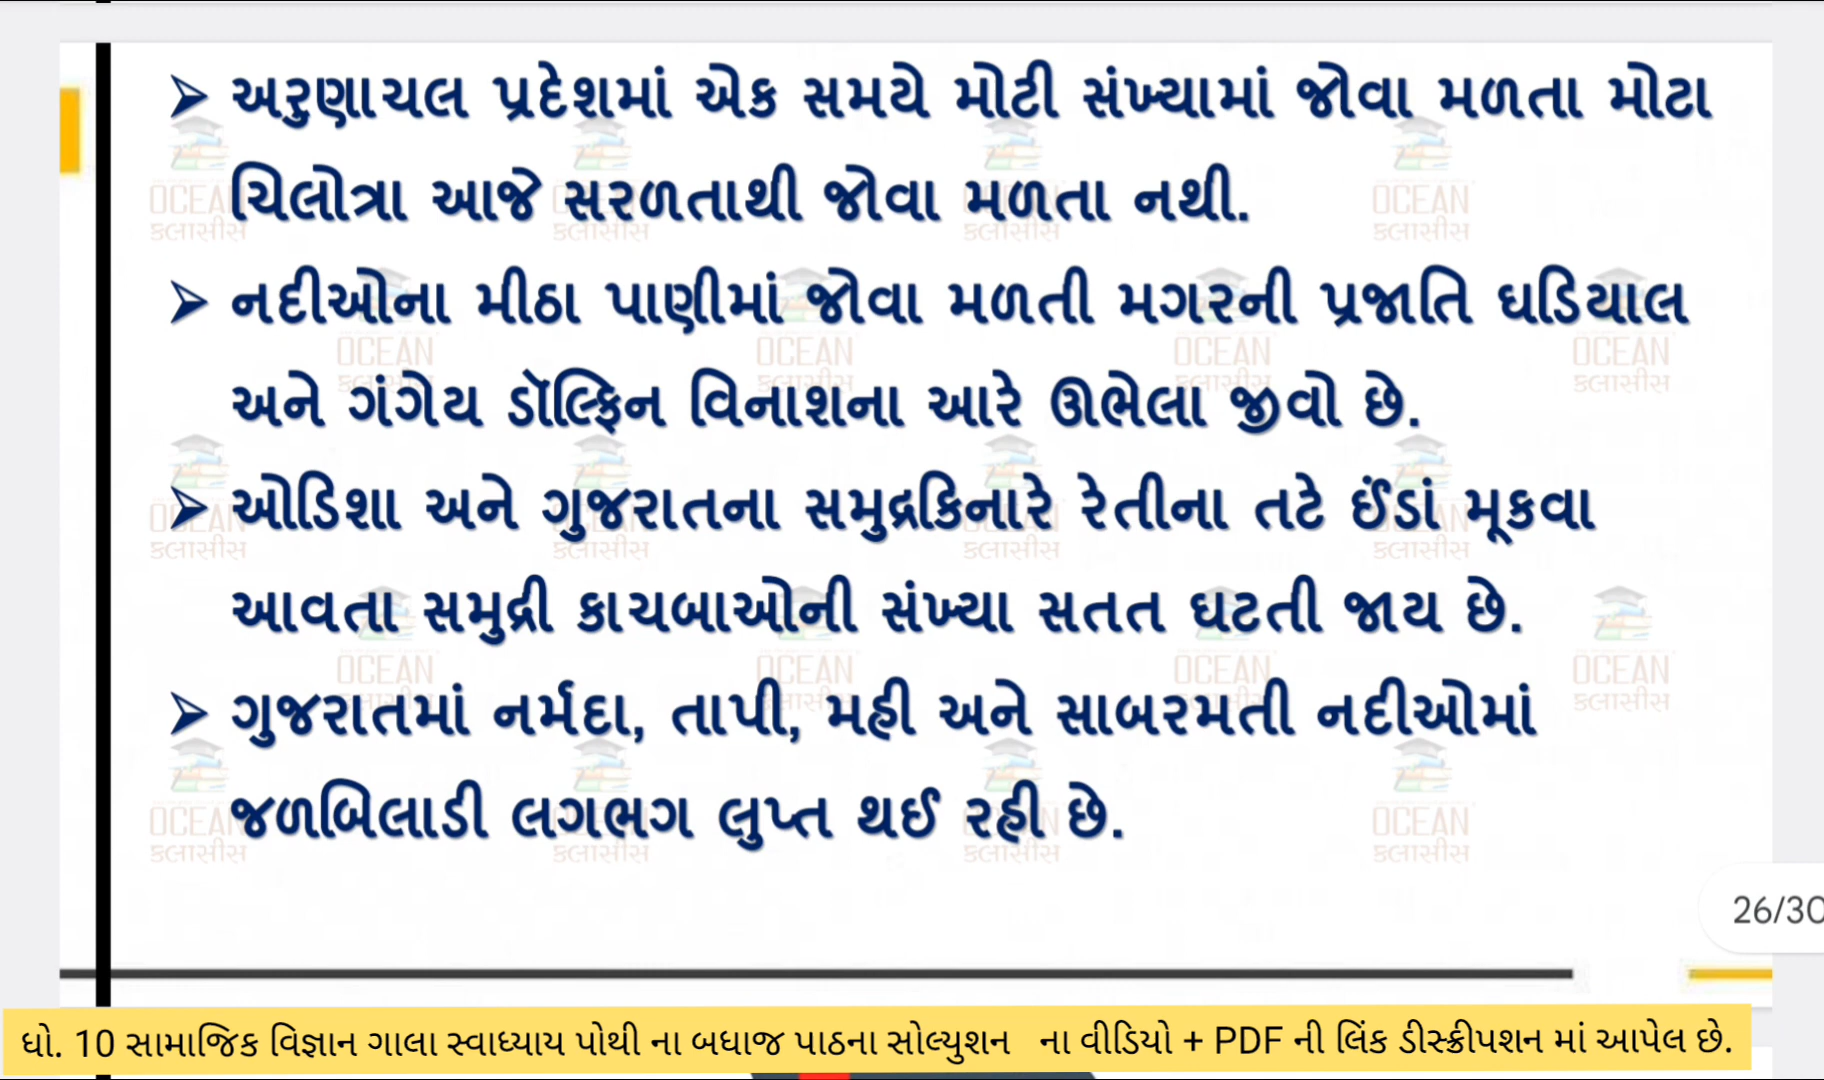 ➤ અરુણાચલ પ્રદેશમાં એક સમયે મોટી સંખ્યામાં જોવા મળતા મોટા
ચિલોત્રા આજે સરળતાથી જોવા મળતા નથી.
➤ નદીઓના મીઠા પાણીમાં જોવા મળતી મગરની પ્રજાતિ ઘડિયાલ
અને ગંગેય ડૉલ્ફિન વિનાશના આરે ઊભેલા જીવો છે.
➤ ઓડિશા અને ગુજરાતના સમુદ્રકિનારે રેતીના તટે ઈંડાં મૂકવા
આવતા સમુદ્રી કાચબાઓની સંખ્યા સતત ઘટતી જાય છે.
➤ ગુજરાતમાં નર્મદા, તાપી, મહી અને સાબરમતી નદીઓમાં
જળબિલાડી લગભગ લુપ્ત થઈ રહી છે.
OCEAN
ક્લાસીસ
26/30
ધો. 10 સામાજિક વિજ્ઞાન ગાલા સ્વાધ્યાય પોથી ના બધાજ પાઠના સોલ્યુશન ના વીડિયો + PDF ની લિંક ડીસ્ક્રીપશન માં આપેલ છે.